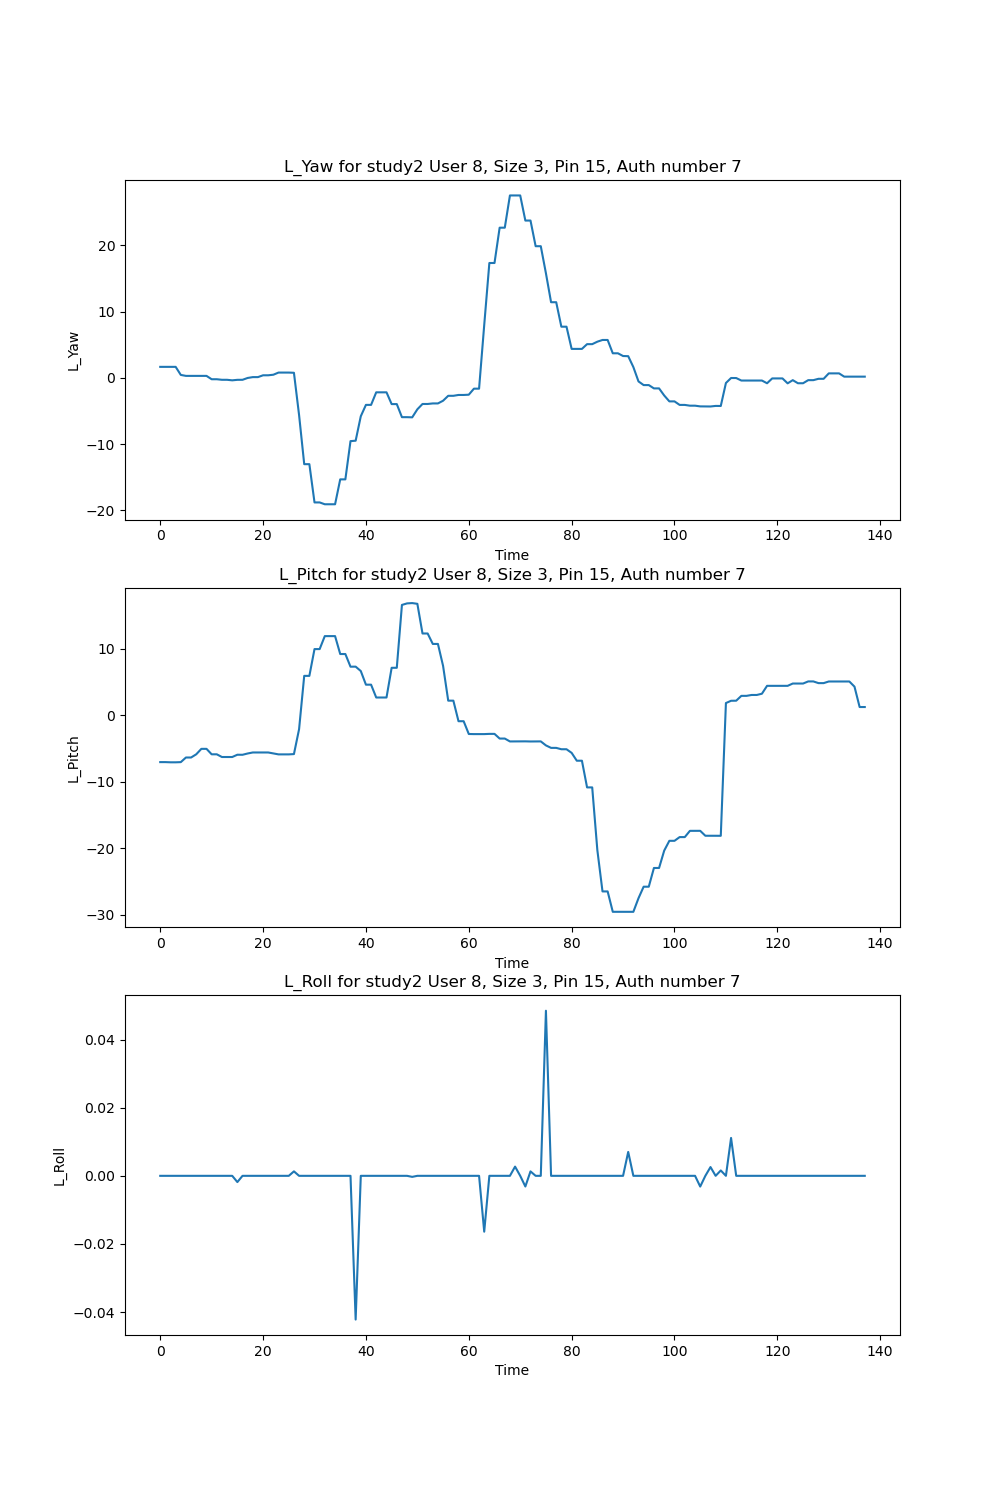 L_Yaw for study2 User 8, Size 3, Pin 15, Auth number 7
20
10
0
−10
−20
L_Yaw
0 20 40 60 80 100 120 140
Time
L_Pitch for study2 User 8, Size 3, Pin 15, Auth number 7
10
0
−10
−20
−30
L_Pitch
0 20 40 60 80 100 120 140
Time
L_Roll for study2 User 8, Size 3, Pin 15, Auth number 7
0.04
0.02
0.00
−0.02
−0.04
L_Roll
0 20 40 60 80 100 120 140
Time